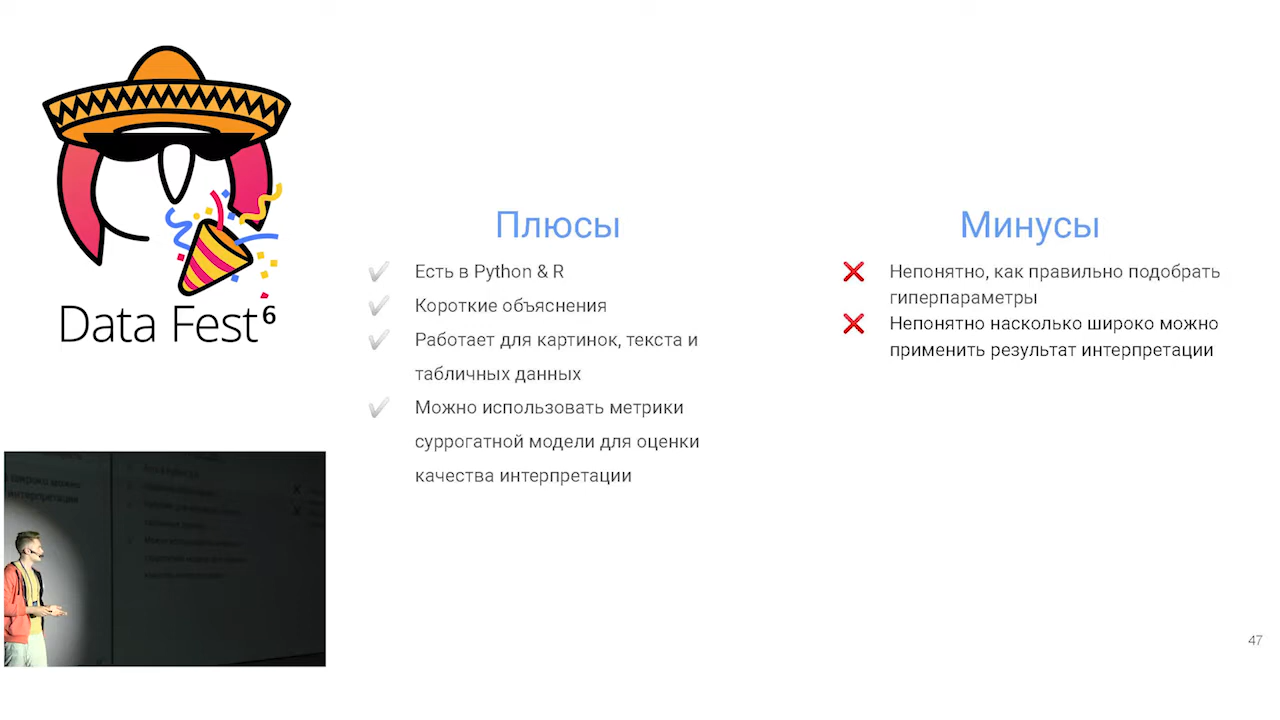 Data Fest⁶
Плюсы
Есть в Python & R
Короткие объяснения
Работает для картинок, текста и
табличных данных
Можно использовать метрики
суррогатной модели для оценки
качества интерпретации
Минусы
Непонятно, как правильно подобрать
гиперпараметры
Непонятно насколько широко можно
применить результат интерпретации
47